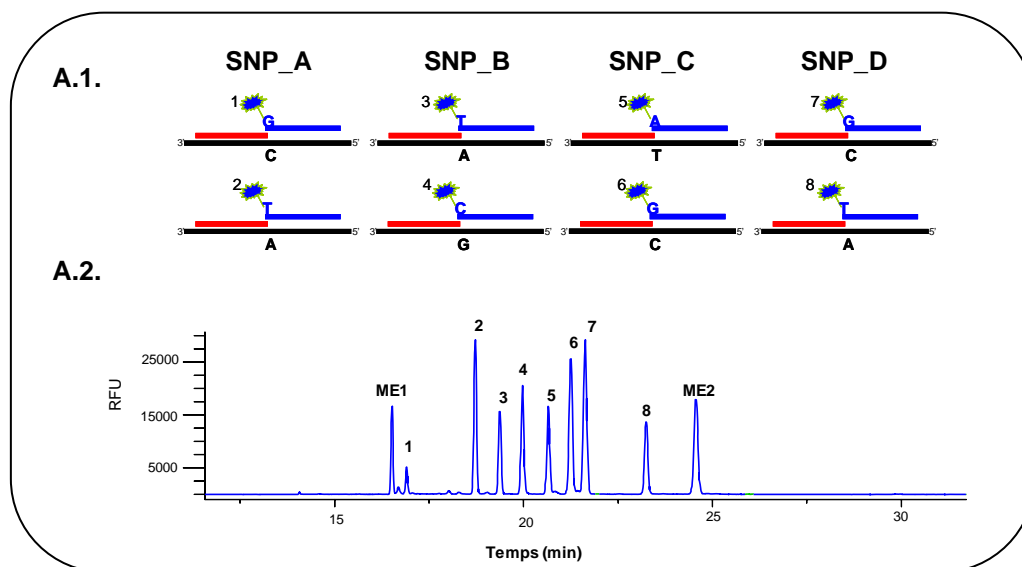 A.1. SNP_A SNP_B SNP_C SNP_D
1 3 5 7
G T A G
3' 5' 3' 5' 3' 5' 3' 5'
C A T C
2 4 6 8
T C G T
3' 5' 3' 5' 3' 5' 3' 5'
A G C A
A.2.
2 7
6
25000
4
ME1 ME2
3 5
15000
8
1
5000
RFU
15 20 25 30
Temps (min)